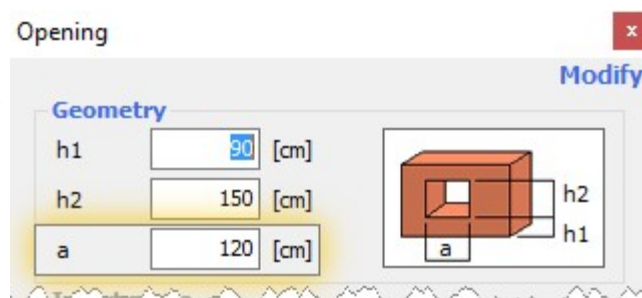 Opening
x
Modify
Geometry
h1 90 [cm]
h2 150 [cm]
a 120 [cm]
h2
h1
a